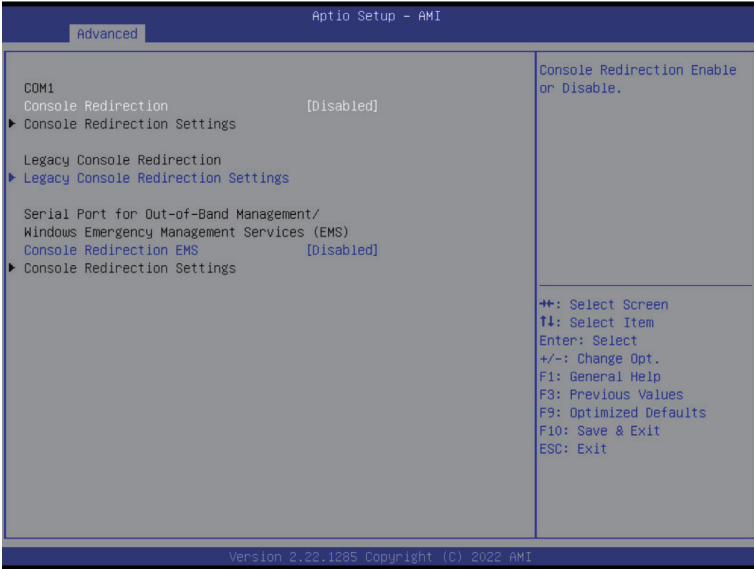 Aptio Setup – AMI
Advanced
COM1
Console Redirection [Disabled]
Console Redirection Settings
Legacy Console Redirection
Legacy Console Redirection Settings
Serial Port for Out-of-Band Management/
Windows Emergency Management Services (EMS)
Console Redirection EMS [Disabled]
Console Redirection Settings
Console Redirection Enable
or Disable.
→←: Select Screen
↑↓: Select Item
Enter: Select
+/-: Change Opt.
F1: General Help
F3: Previous Values
F9: Optimized Defaults
F10: Save & Exit
ESC: Exit
Version 2.22.1285 Copyright (C) 2022 AMI